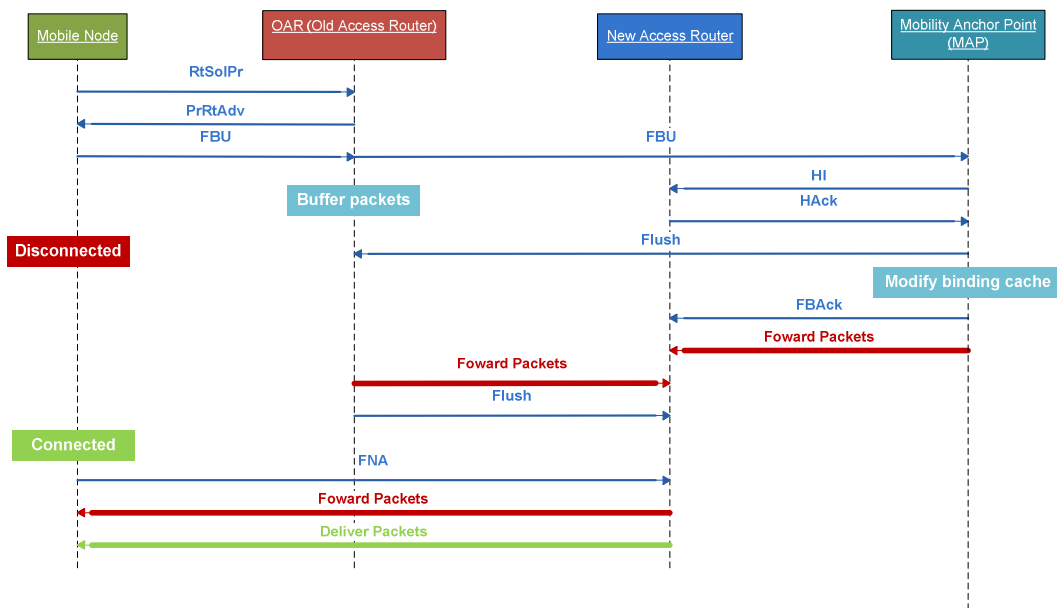 Mobile Node
OAR (Old Access Router)
New Access Router
Mobility Anchor Point
(MAP)
RtSolPr
PrRtAdv
FBU
FBU
HI
Buffer packets
HAck
Flush
Disconnected
Modify binding cache
FBAck
Foward Packets
Foward Packets
Flush
Connected
FNA
Foward Packets
Deliver Packets